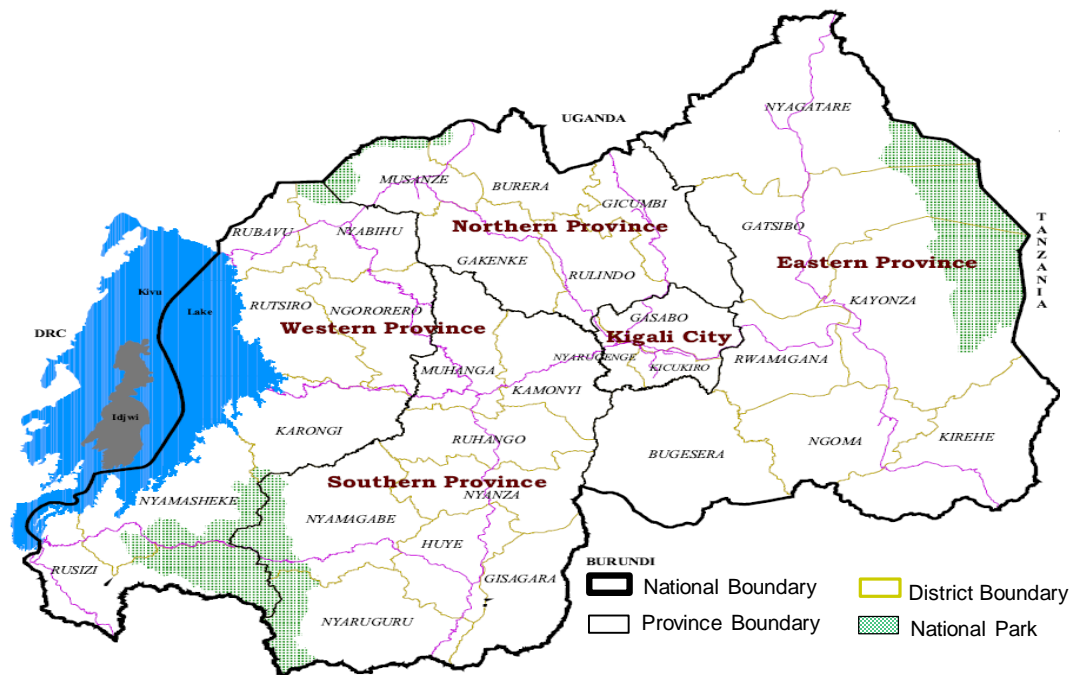 NYAGATARE
UGANDA
MUSANZE
BURERA
GICUMBI
Northern Province
RUBAVU
NYABIHU
GATSIBO
TANZANIA
GAKENKE
RULINDO
Eastern Province
Kivu
Lake
RUTSIRO
NGORORERO
KAYONZA
DRC
Western Province
GASABO
Kigali City
NYARUGENGE
KICUKIRO
RWAMAGANA
MUHANGA
KAMONYI
Idjwi
KARONGI
RUHANGO
BUGESERA
NGOMA
KIREHE
Southern Province
NYAMASHEKE
NYANZA
NYAMAGABE
HUYE
RUSIZI
GISAGARA
NYARUGURU
BURUNDI
National Boundary
District Boundary
Province Boundary
National Park